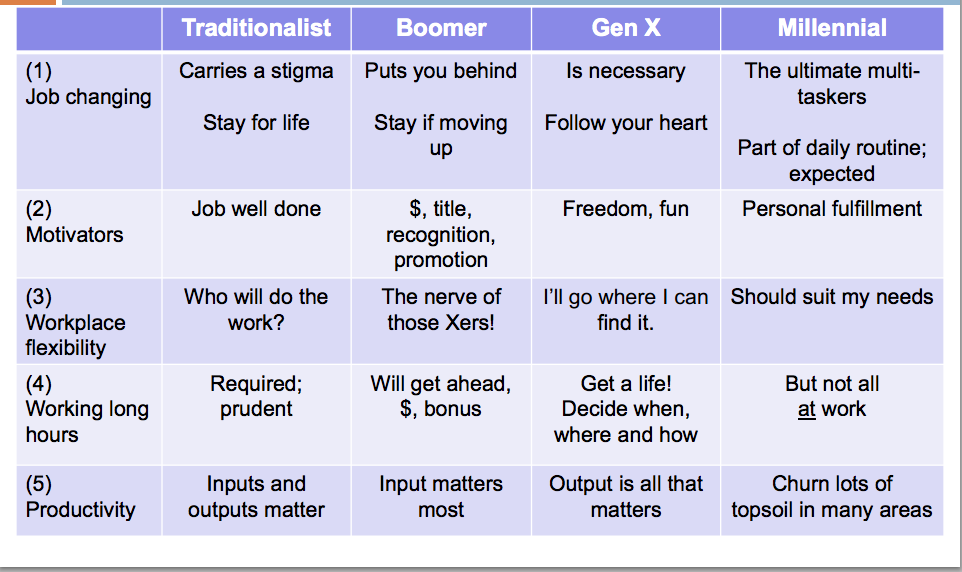 Traditionalist Boomer Gen X Millennial
(1)
Job changing
Carries a stigma
Stay for life
Puts you behind
Stay if moving
up
Is necessary
Follow your heart
The ultimate multi-
taskers
Part of daily routine;
expected
(2)
Motivators
Job well done
$, title,
recognition,
promotion
Freedom, fun
Personal fulfillment
(3)
Workplace
flexibility
Who will do the
work?
The nerve of
those Xers!
I’ll go where I can
find it.
Should suit my needs
(4)
Working long
hours
Required;
prudent
Will get ahead,
$, bonus
Get a life!
Decide when,
where and how
But not all
at work
(5)
Productivity
Inputs and
outputs matter
Input matters
most
Output is all that
matters
Churn lots of
topsoil in many areas